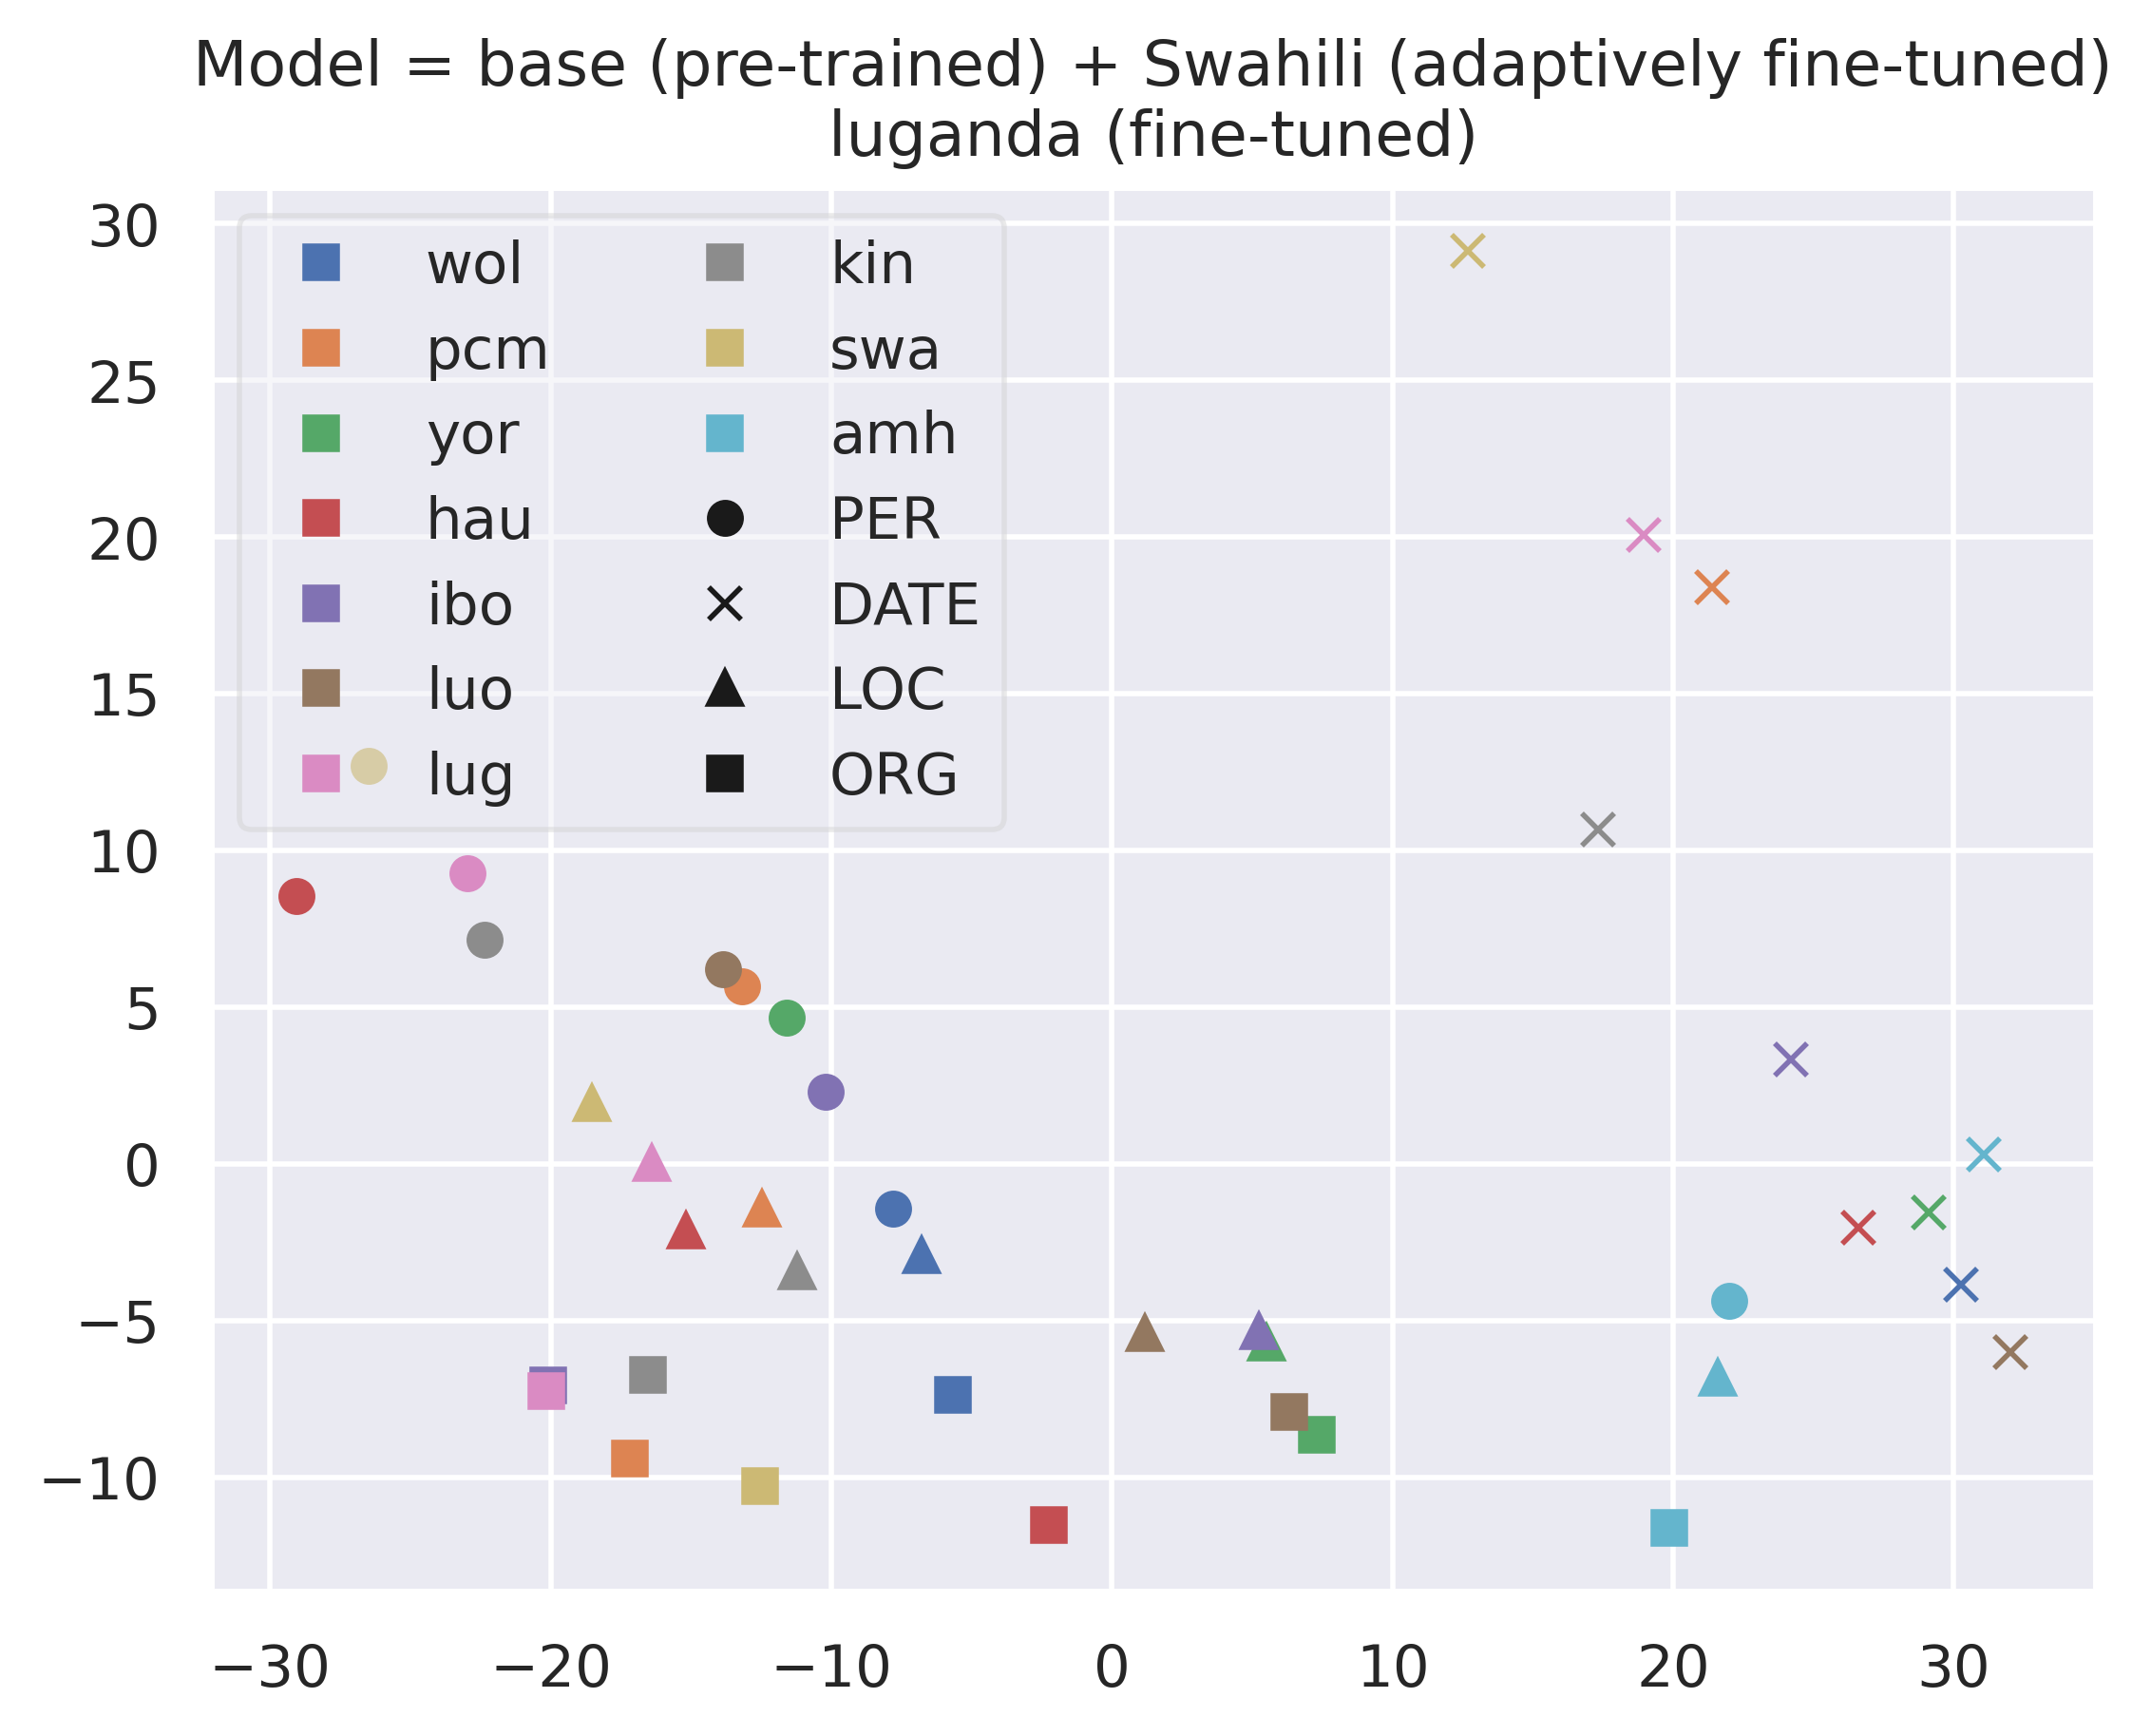 Model = base (pre-trained) + Swahili (adaptively fine-tuned)
luganda (fine-tuned)
30
25
20
15
10
5
0
−5
−10
wol
pcm
yor
hau
ibo
luo
lug
kin
swa
amh
PER
DATE
LOC
ORG
−30
−20
−10
0
10
20
30